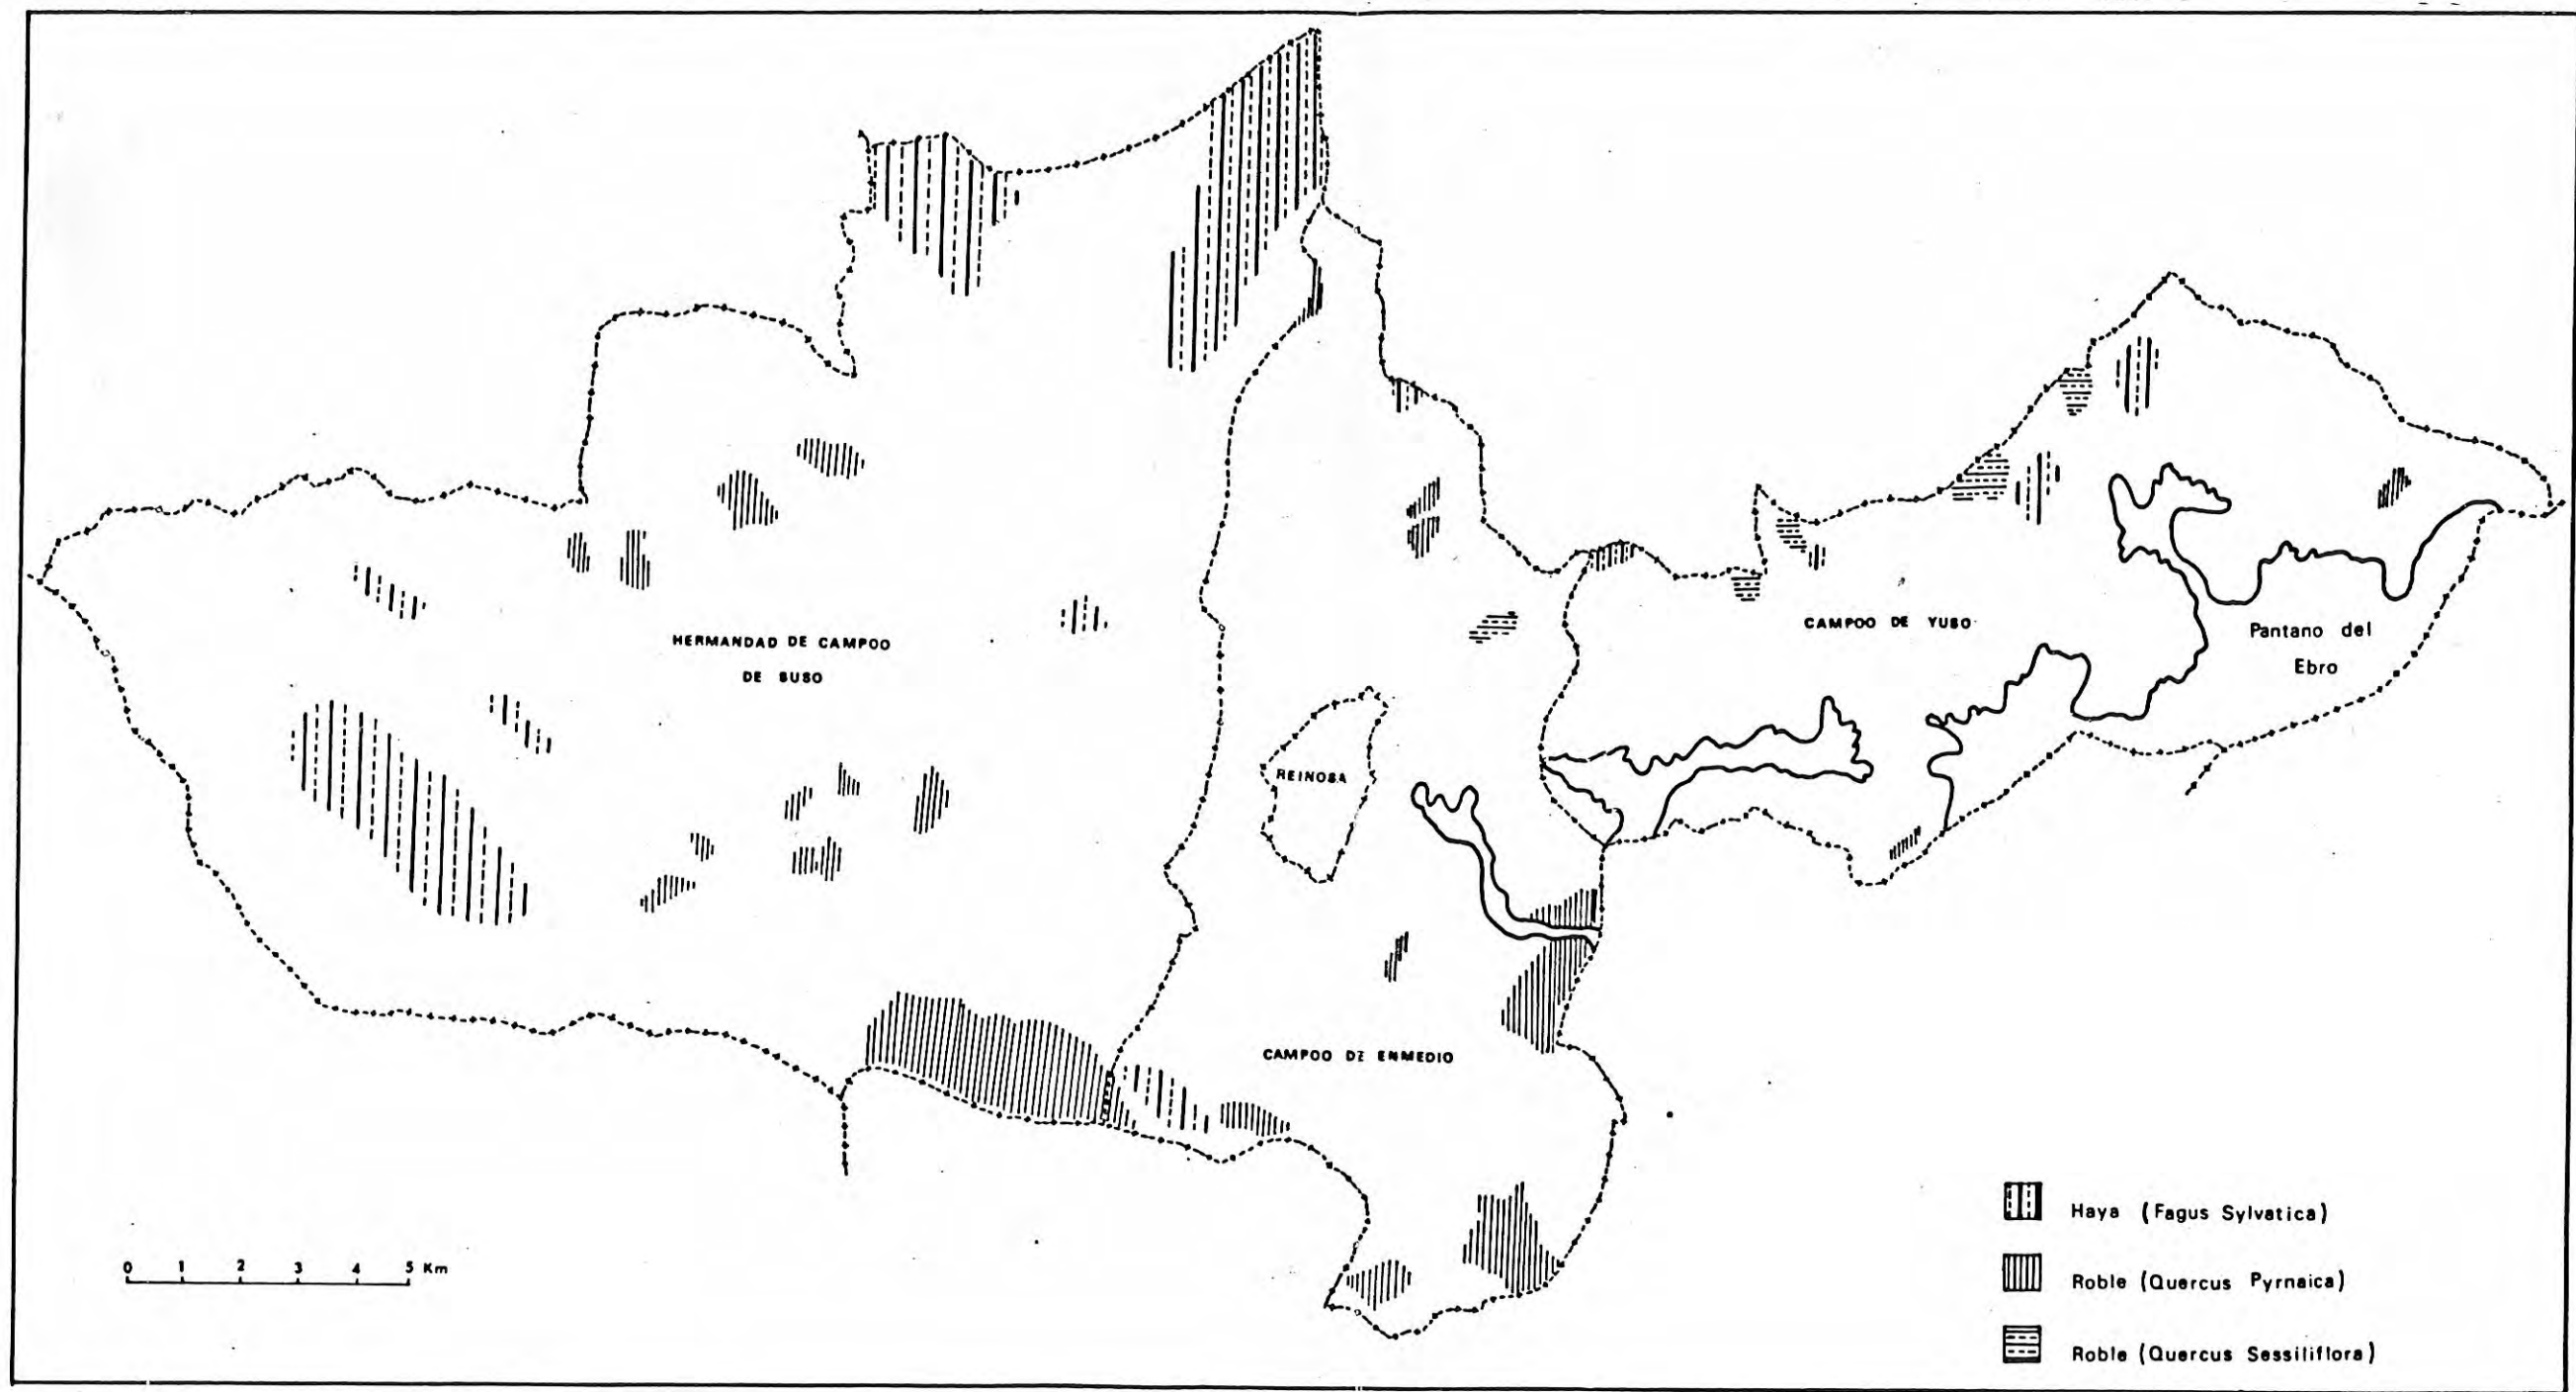 HERMANDAD DE CAMPOO
DE SUSO
CAMPOO DE YUSO
Pantano del
Ebro
REINOSA
CAMPOO DE ENMEDIO
0 1 2 3 4 5 Km
Haya (Fagus Sylvatica)
Roble (Quercus Pyrnaica)
Roble (Quercus Sessiliflora)